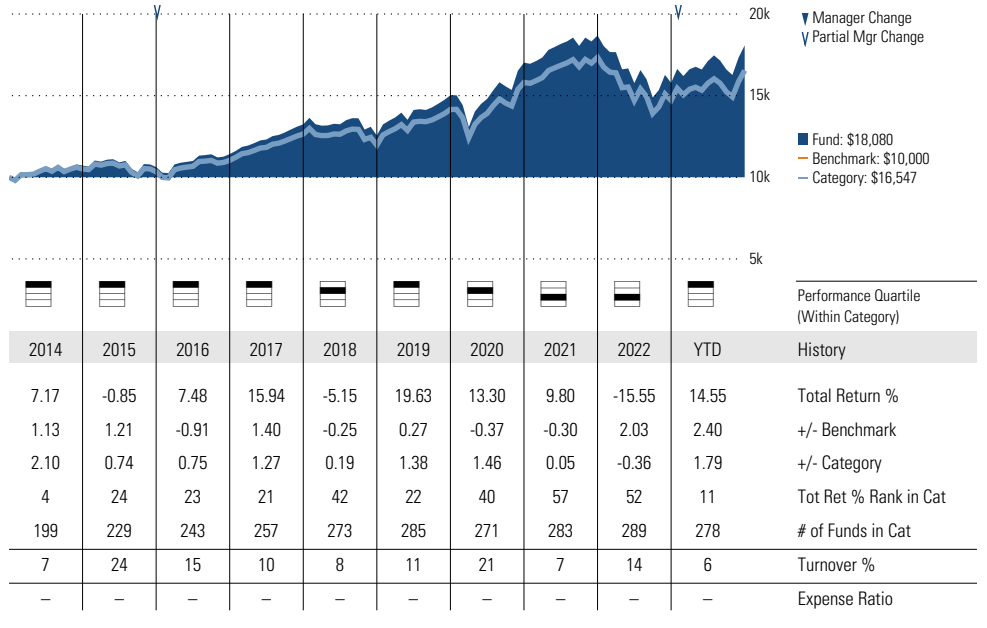 20k
Manager Change
Partial Mgr Change
15k
Fund: $18,080
Benchmark: $10,000
Category: $16,547
10k
5k
Performance Quartile
(Within Category)
2014 2015 2016 2017 2018 2019 2020 2021 2022 YTD History
7.17 -0.85 7.48 15.94 -5.15 19.63 13.30 9.80 -15.55 14.55 Total Return %
1.13 1.21 -0.91 1.40 -0.25 0.27 -0.37 -0.30 2.03 2.40 +/- Benchmark
2.10 0.74 0.75 1.27 0.19 1.38 1.46 0.05 -0.36 1.79 +/- Category
4 24 23 21 42 22 40 57 52 11 Tot Ret % Rank in Cat
199 229 243 257 273 285 271 283 289 278 # of Funds in Cat
7 24 15 10 8 11 21 7 14 6 Turnover %
– – – – – – – – – – Expense Ratio